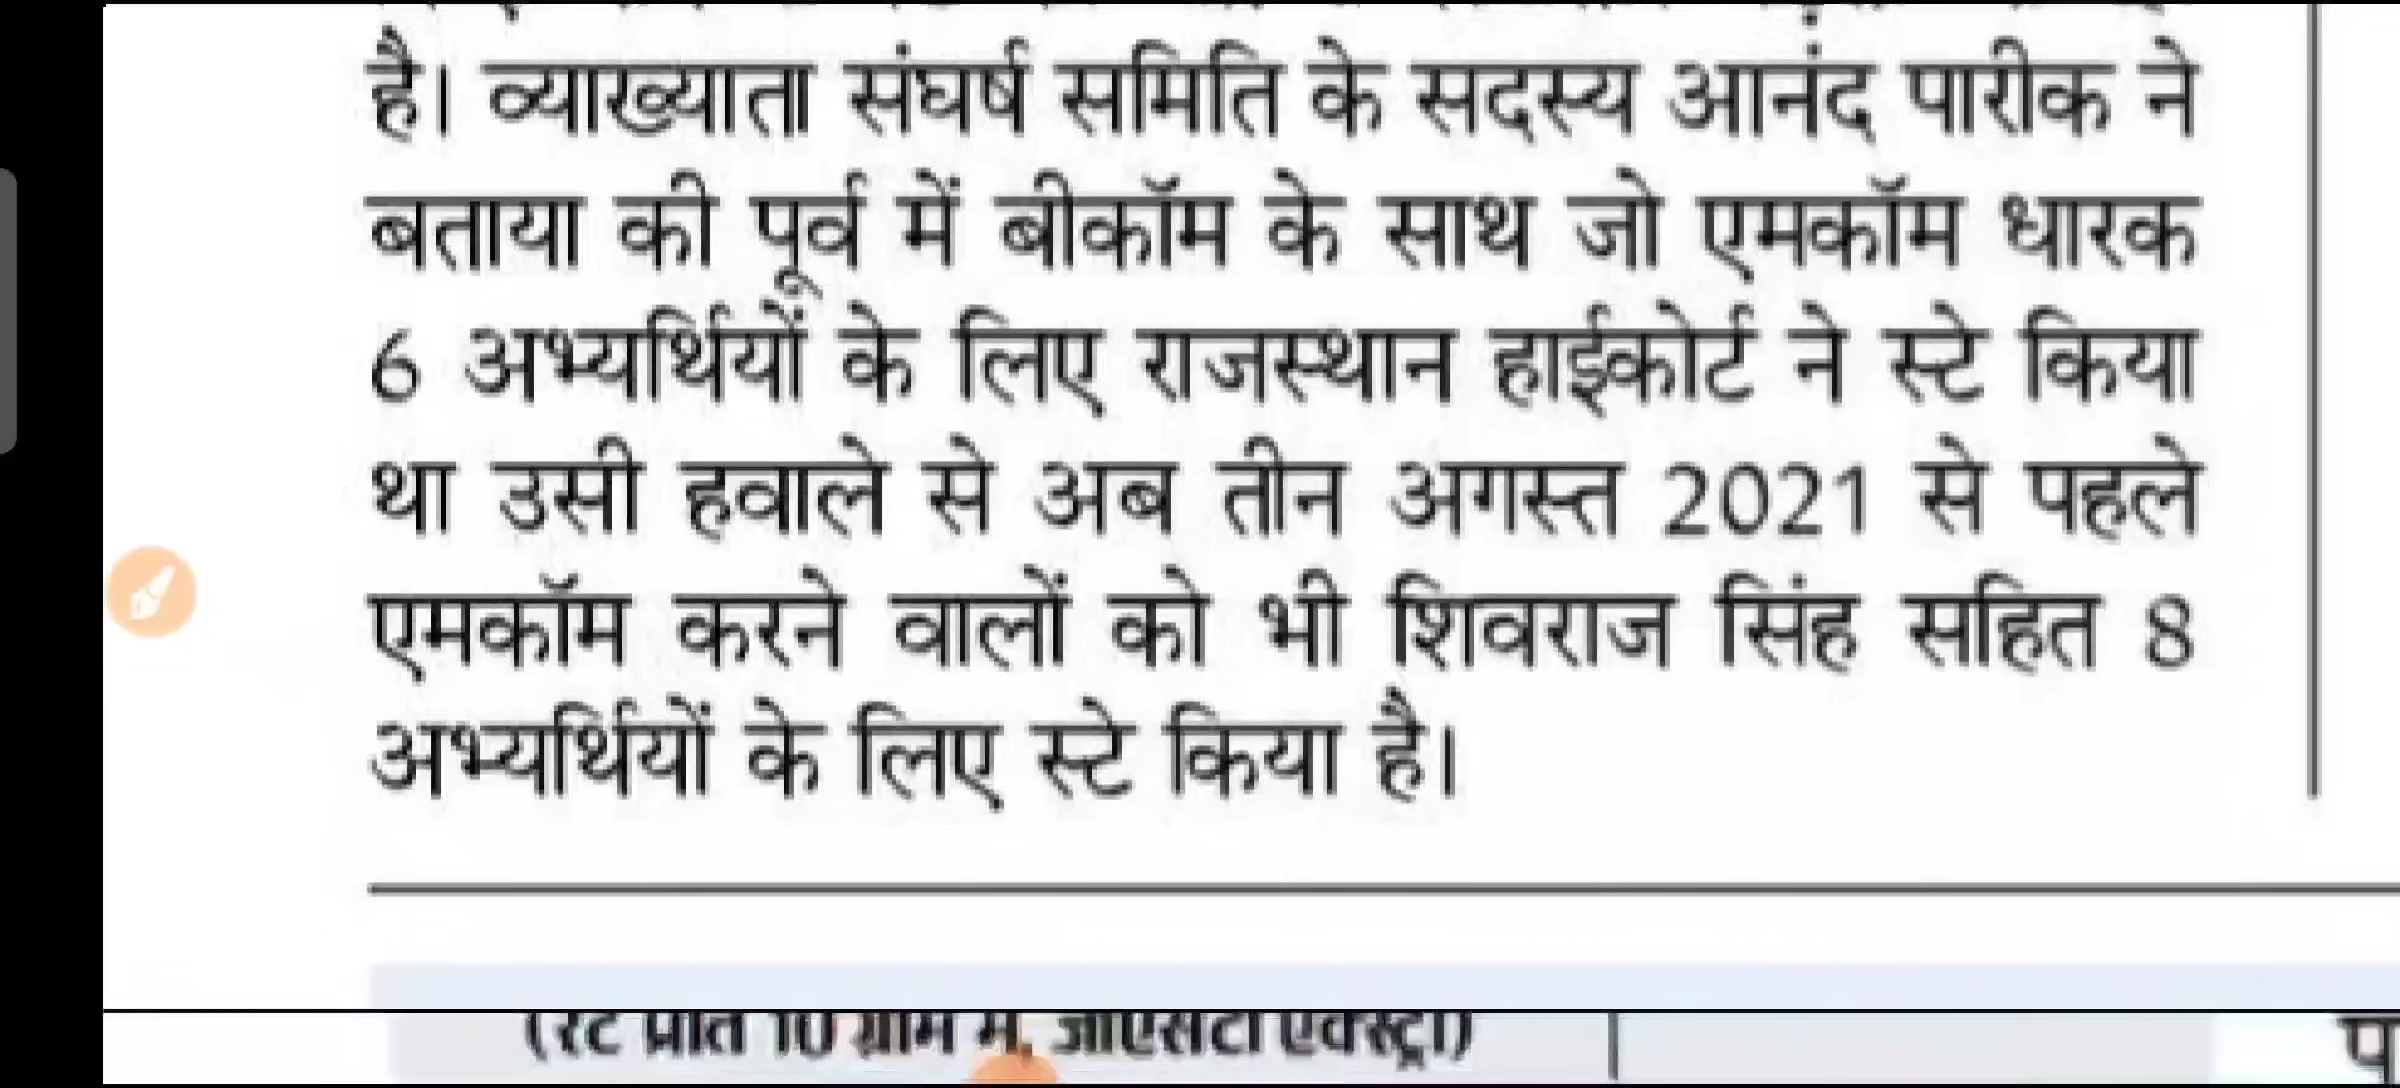 है। व्याख्याता संघर्ष समिति के सदस्य आनंद पारीक ने
बताया की पूर्व में बीकॉम के साथ जो एमकॉम धारक
6 अभ्यर्थियों के लिए राजस्थान हाईकोर्ट ने स्टे किया
था उसी हवाले से अब तीन अगस्त 2021 से पहले
एमकॉम करने वालों को भी शिवराज सिंह सहित 8
अभ्यर्थियों के लिए स्टे किया है।
(रेट प्रति 10 ग्राम में, जीएसटी एक्स्ट्रा)